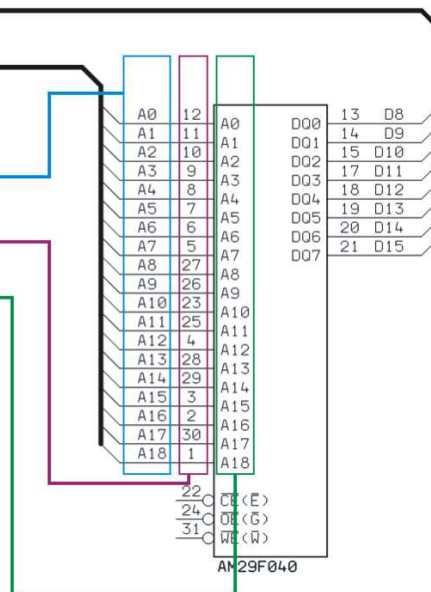 A0 12 A0 DQ0 13 D8
A1 11 A1 DQ1 14 D9
A2 10 A2 DQ2 15 D10
A3 9 A3 DQ3 17 D11
A4 8 A4 DQ4 18 D12
A5 7 A5 DQ5 19 D13
A6 6 A6 DQ6 20 D14
A7 5 A7 DQ7 21 D15
A8 27 A8
A9 26 A9
A10 23 A10
A11 25 A11
A12 4 A12
A13 28 A13
A14 29 A14
A15 3 A15
A16 2 A16
A17 30 A17
A18 1 A18
22 C̅E̅(E̅)
24 O̅E̅(G̅)
31 W̅E̅(W̅)
AM29F040